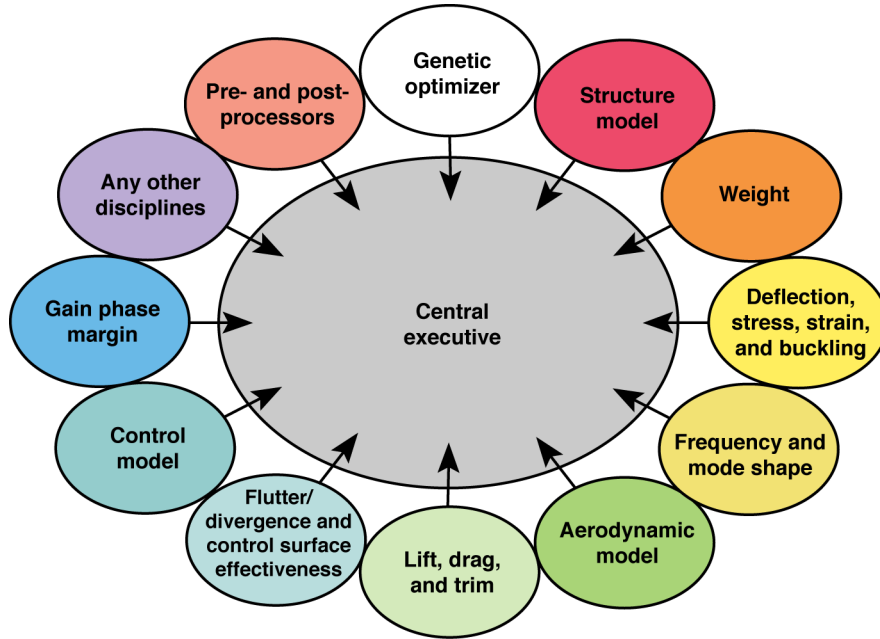 Genetic
optimizer
Structure
model
Weight
Deflection,
stress, strain,
and buckling
Frequency and
mode shape
Aerodynamic
model
Lift, drag,
and trim
Flutter/
divergence and
control surface
effectiveness
Control
model
Gain phase
margin
Any other
disciplines
Pre- and post-
processors
Central
executive